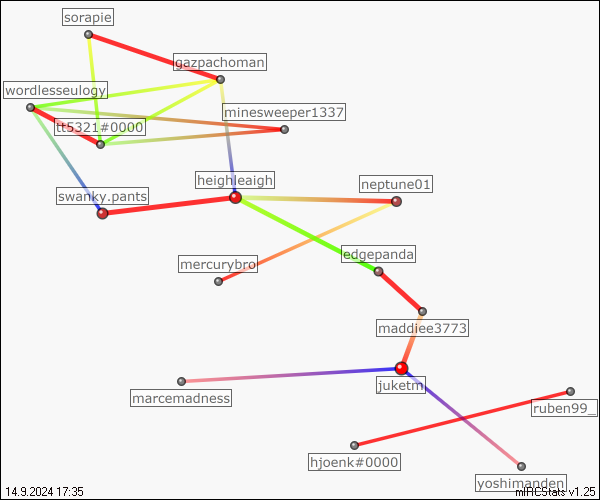 sorapie
gazpachoman
wordlesseulogy
minesweeper1337
tt5321#0000
heighleaigh
neptune01
swanky.pants
edgepanda
mercurybro
maddiee3773
juketm
marcemadness
ruben99_
hjoenk#0000
yoshimanden
14.9.2024 17:35
mIRCStats v1.25